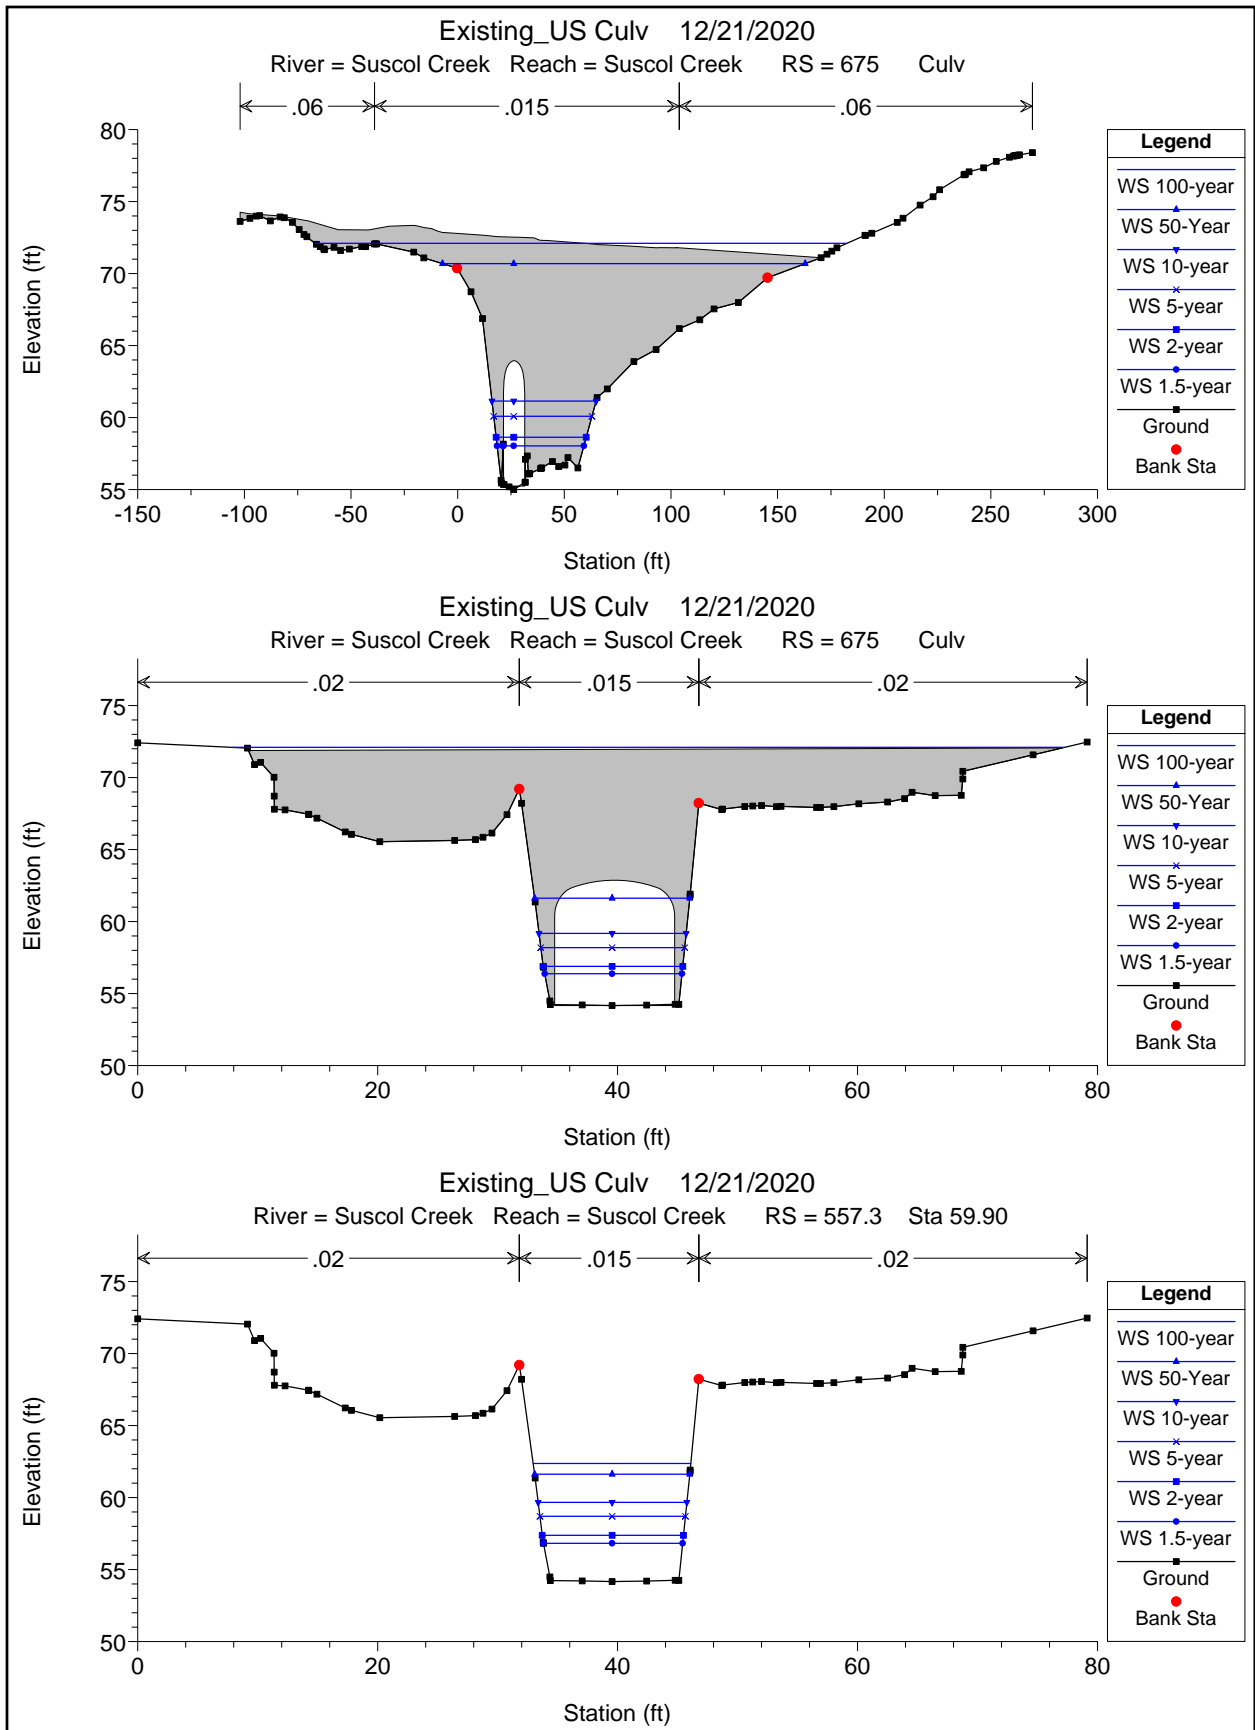 Existing_US Culv 12/21/2020
River = Suscol Creek Reach = Suscol Creek RS = 675 Culv
.06 .015 .06
Legend
WS 100-year
WS 50-Year
WS 10-year
WS 5-year
WS 2-year
WS 1.5-year
Ground
Bank Sta
Elevation (ft)
80
75
70
65
60
55
-150 -100 -50 0 50 100 150 200 250 300
Station (ft)
Existing_US Culv 12/21/2020
River = Suscol Creek Reach = Suscol Creek RS = 675 Culv
.02 .015 .02
Legend
WS 100-year
WS 50-Year
WS 10-year
WS 5-year
WS 2-year
WS 1.5-year
Ground
Bank Sta
Elevation (ft)
75
70
65
60
55
50
0 20 40 60 80
Station (ft)
Existing_US Culv 12/21/2020
River = Suscol Creek Reach = Suscol Creek RS = 557.3 Sta 59.90
.02 .015 .02
Legend
WS 100-year
WS 50-Year
WS 10-year
WS 5-year
WS 2-year
WS 1.5-year
Ground
Bank Sta
Elevation (ft)
75
70
65
60
55
50
0 20 40 60 80
Station (ft)